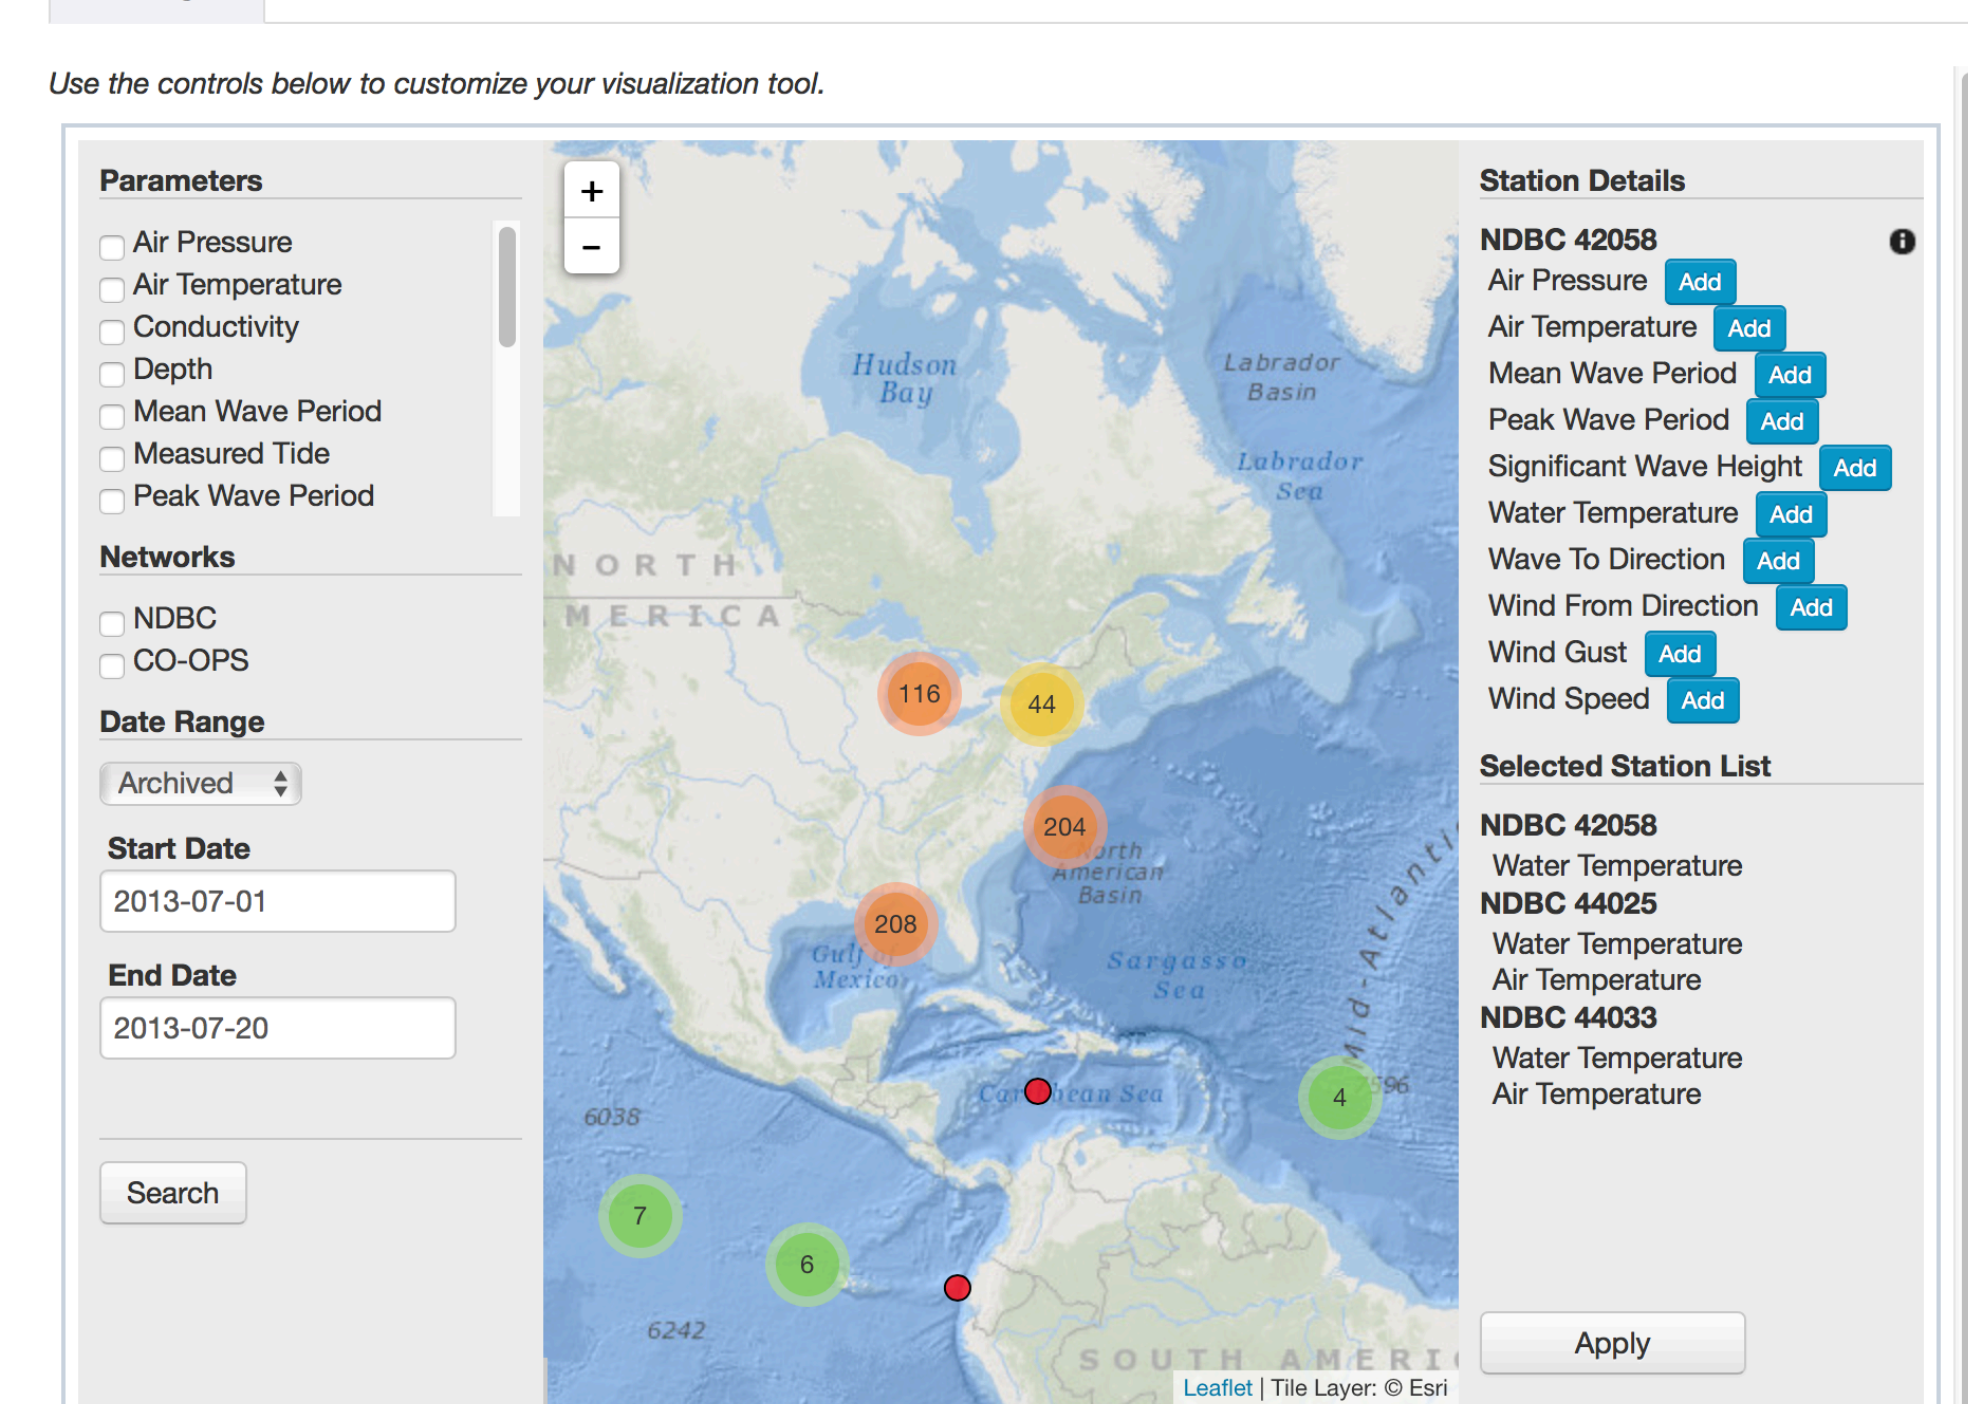 Use the controls below to customize your visualization tool.
Parameters
Air Pressure
Air Temperature
Conductivity
Depth
Mean Wave Period
Measured Tide
Peak Wave Period
Networks
NDBC
CO-OPS
Date Range
Archived
Start Date
2013-07-01
End Date
2013-07-20
Search
+
−
Hudson
Bay
Labrador
Basin
Labrador
Sea
NORTH
MERICA
116
44
204
North
American
Basin
208
Gulf of
Mexico
Sargasso
Sea
Mid-Atlanti
Caribbean Sea
4
7596
6038
7
6
6242
SOUTH AMERI
Leaflet | Tile Layer: © Esri
Station Details
NDBC 42058
Air Pressure Add
Air Temperature Add
Mean Wave Period Add
Peak Wave Period Add
Significant Wave Height Add
Water Temperature Add
Wave To Direction Add
Wind From Direction Add
Wind Gust Add
Wind Speed Add
Selected Station List
NDBC 42058
Water Temperature
NDBC 44025
Water Temperature
Air Temperature
NDBC 44033
Water Temperature
Air Temperature
Apply